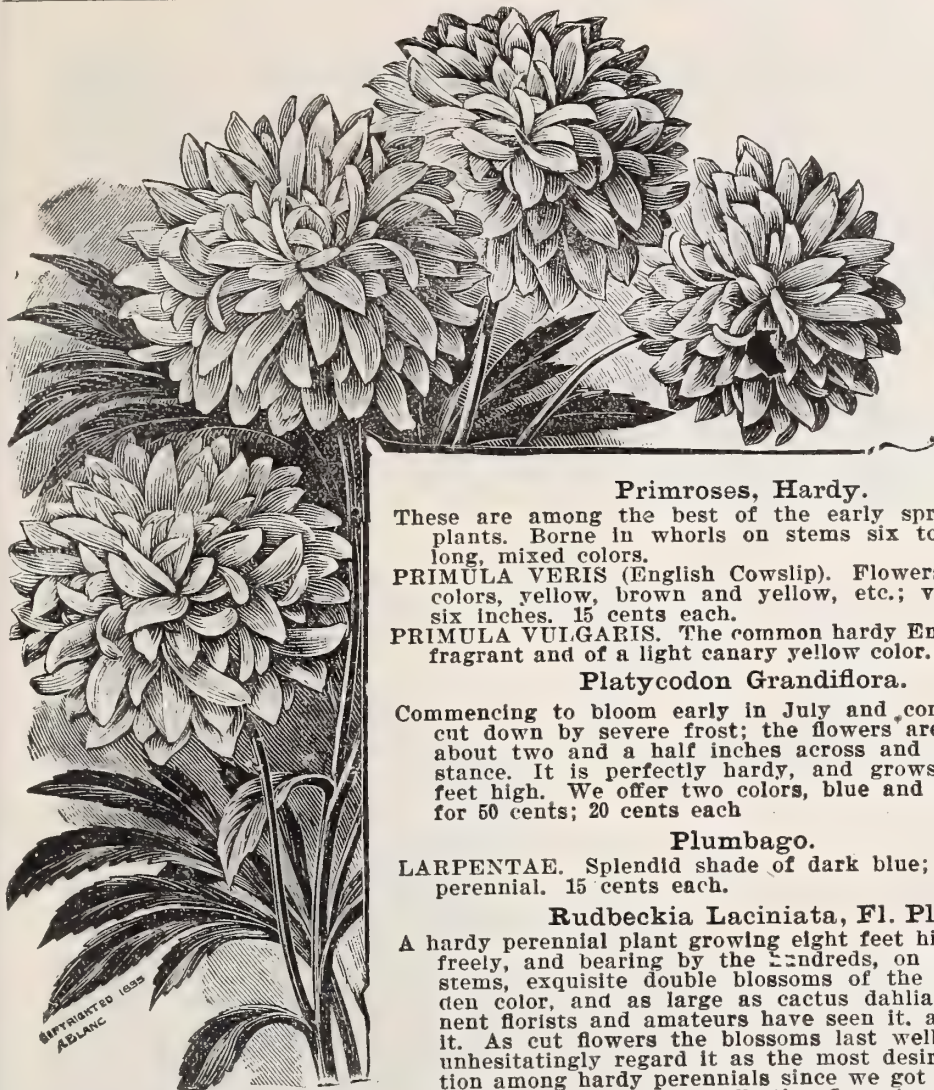 Primroses, Hardy.
These are among the best of the early spr
plants. Borne in whorls on stems six to
long, mixed colors.
PRIMULA VERIS (English Cowslip). Flowers
colors, yellow, brown and yellow, etc.; v
six inches. 15 cents each.
PRIMULA VULGARIS. The common hardy En
fragrant and of a light canary yellow color.
Platycodon Grandiflora.
Commencing to bloom early in July and con
cut down by severe frost; the flowers are
about two and a half inches across and
stance. It is perfectly hardy, and grows
feet high. We offer two colors, blue and
for 50 cents; 20 cents each
Plumbago.
LARPENTAE. Splendid shade of dark blue;
perennial. 15 cents each.
Rudbeckia Laciniata, Fl. Pl
A hardy perennial plant growing eight feet hi
freely, and bearing by the hundreds, on
stems, exquisite double blossoms of the
den color, and as large as cactus dahlia
nent florists and amateurs have seen it. a
it. As cut flowers the blossoms last well
unhesitatingly regard it as the most desir
tion among hardy perennials since we got
COPYRIGHTED 1895
A.BLANC